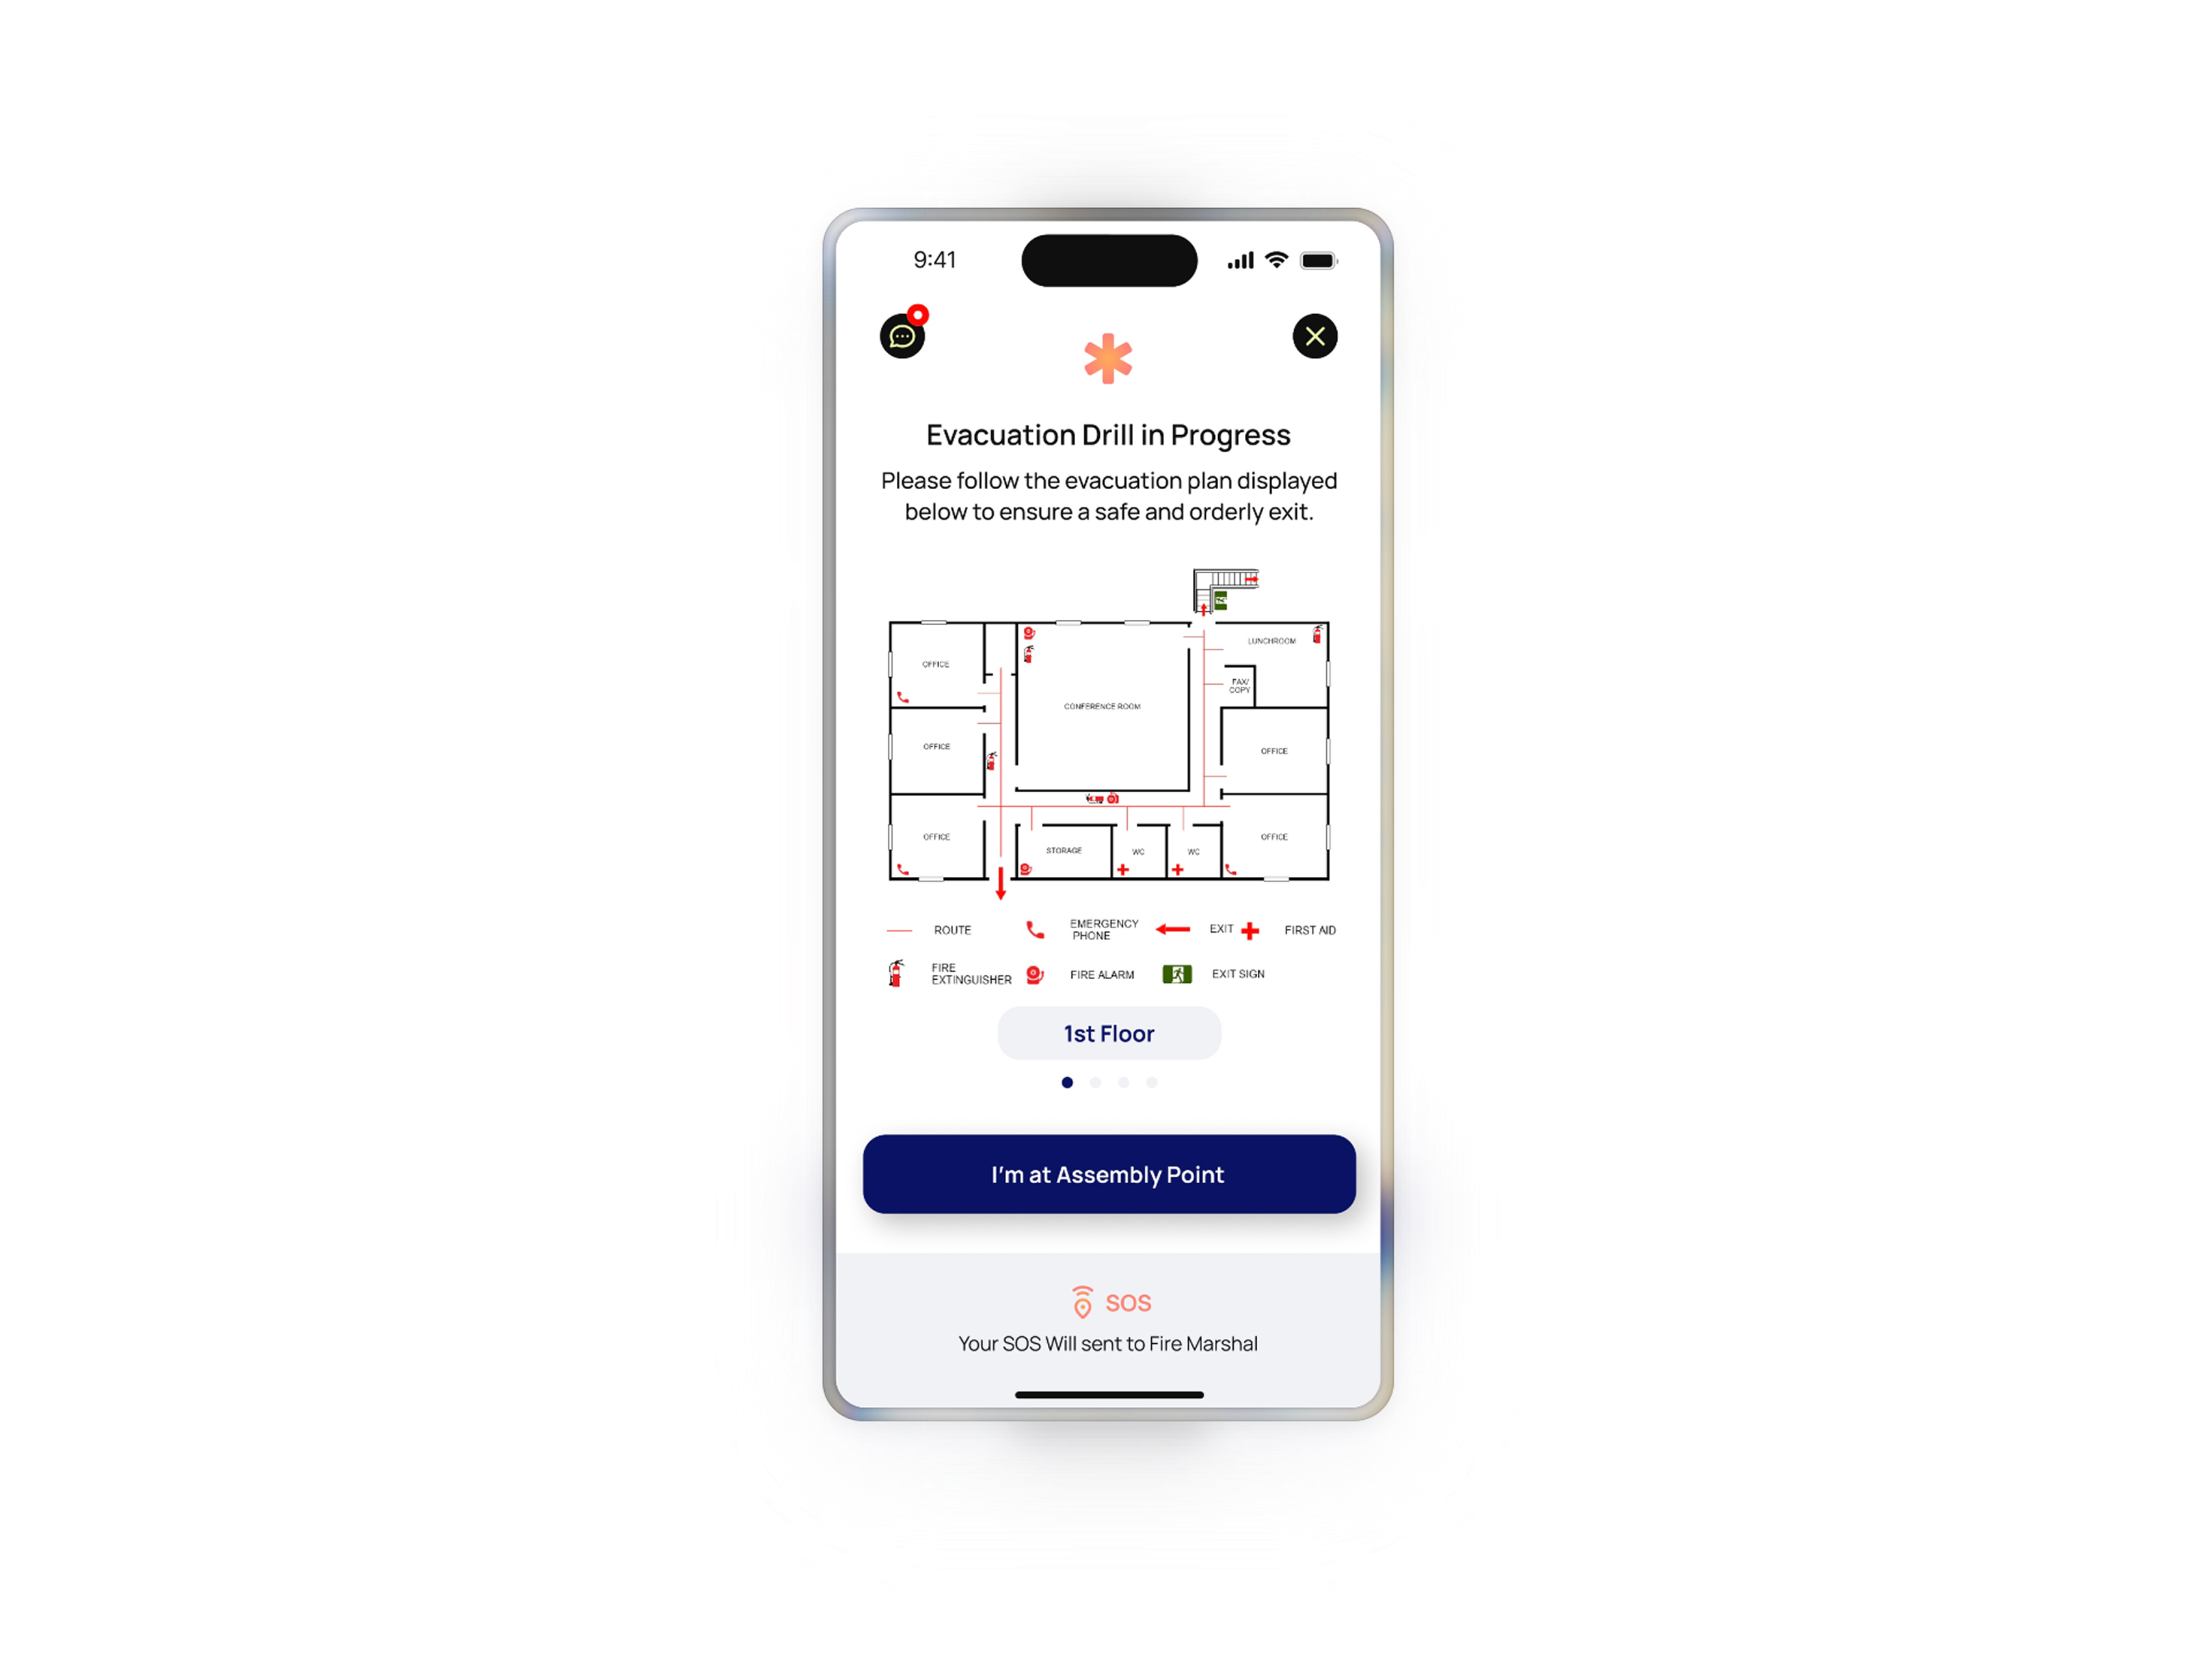 9:41
Evacuation Drill in Progress
Please follow the evacuation plan displayed
below to ensure a safe and orderly exit.
LUNCHROOM
OFFICE
FAX/
COPY
CONFERENCE ROOM
OFFICE
OFFICE
OFFICE
OFFICE
STORAGE
WC
WC
OFFICE
ROUTE
EMERGENCY
PHONE
EXIT
FIRST AID
FIRE
EXTINGUISHER
FIRE ALARM
EXIT SIGN
1st Floor
I'm at Assembly Point
SOS
Your SOS Will sent to Fire Marshal